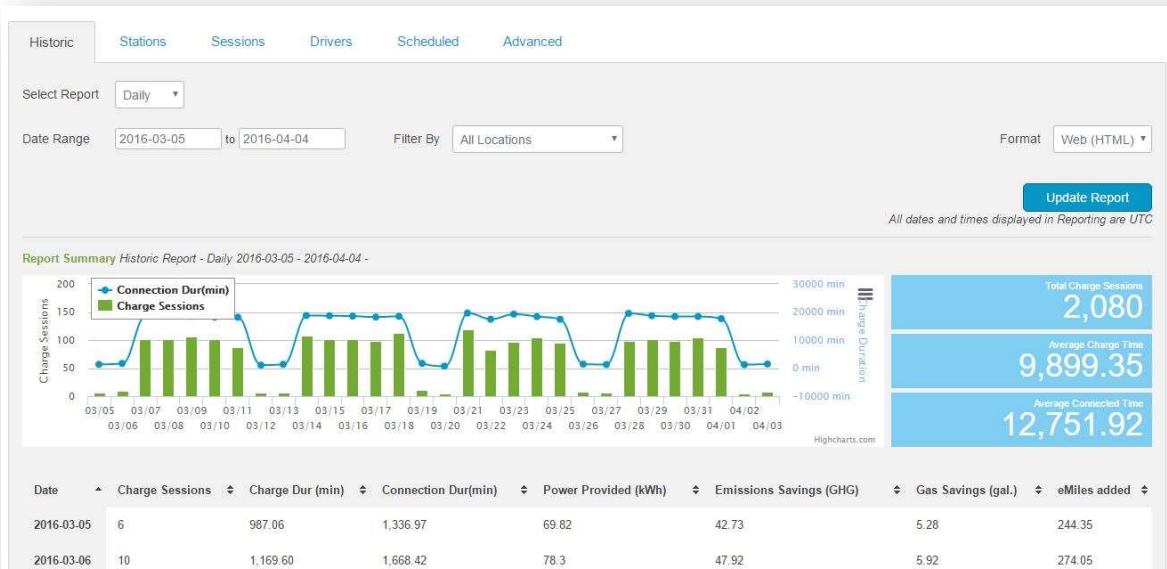 Historic Stations Sessions Drivers Scheduled Advanced
Select Report Daily
Date Range 2016-03-05 to 2016-04-04 Filter By All Locations Format Web (HTML)
Update Report
All dates and times displayed in Reporting are UTC
Report Summary Historic Report - Daily 2016-03-05 - 2016-04-04 -
Connection Dur(min)
Charge Sessions
Charge Sessions
200
150
100
50
0
30000 min
20000 min
10000 min
0 min
-10000 min
Charge Duration
03/05 03/07 03/09 03/11 03/13 03/15 03/17 03/19 03/21 03/23 03/25 03/27 03/29 03/31 04/02
03/06 03/08 03/10 03/12 03/14 03/16 03/18 03/20 03/22 03/24 03/26 03/28 03/30 04/01 04/03
Highcharts.com
Total Charge Sessions
2,080
Average Charge Time
9,899.35
Average Connected Time
12,751.92
Date Charge Sessions Charge Dur (min) Connection Dur(min) Power Provided (kWh) Emissions Savings (GHG) Gas Savings (gal.) eMiles added
2016-03-05 6 987.06 1,336.97 69.82 42.73 5.28 244.35
2016-03-06 10 1,169.60 1,668.42 78.3 47.92 5.92 274.05